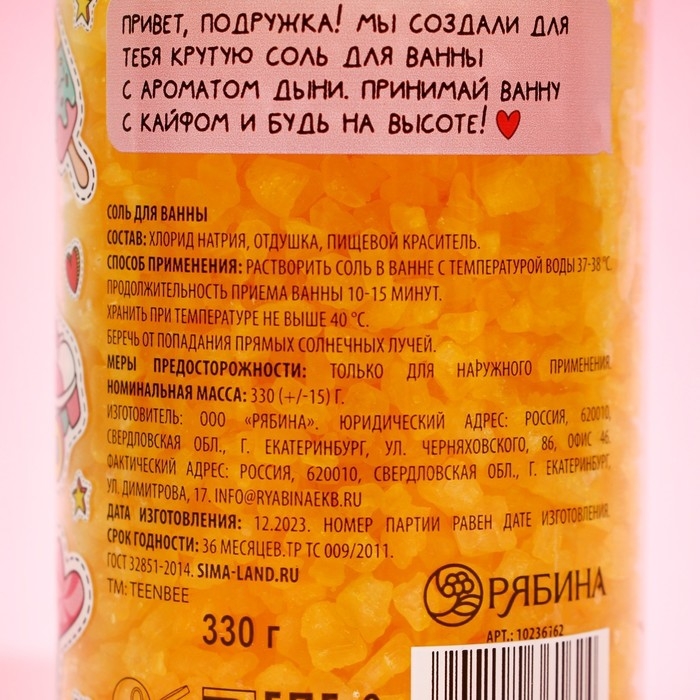 ПРИВЕТ, ПОДРУЖКА! МЫ СОЗДАЛИ ДЛЯ
ТЕБЯ КРУТУЮ СОЛЬ ДЛЯ ВАННЫ
С АРОМАТОМ ДЫНИ. ПРИНИМАЙ ВАННУ
С КАЙФОМ И БУДЬ НА ВЫСОТЕ!
СОЛЬ ДЛЯ ВАННЫ
СОСТАВ: ХЛОРИД НАТРИЯ, ОТДУШКА, ПИЩЕВОЙ КРАСИТЕЛЬ.
СПОСОБ ПРИМЕНЕНИЯ: РАСТВОРИТЬ СОЛЬ В ВАННЕ С ТЕМПЕРАТУРОЙ ВОДЫ 37-38 °С.
ПРОДОЛЖИТЕЛЬНОСТЬ ПРИЕМА ВАННЫ 10-15 МИНУТ.
ХРАНИТЬ ПРИ ТЕМПЕРАТУРЕ НЕ ВЫШЕ 40 °С.
БЕРЕЧЬ ОТ ПОПАДАНИЯ ПРЯМЫХ СОЛНЕЧНЫХ ЛУЧЕЙ.
МЕРЫ ПРЕДОСТОРОЖНОСТИ: ТОЛЬКО ДЛЯ НАРУЖНОГО ПРИМЕНЕНИЯ.
НОМИНАЛЬНАЯ МАССА: 330 (+/-15) Г.
ИЗГОТОВИТЕЛЬ: ООО «РЯБИНА». ЮРИДИЧЕСКИЙ АДРЕС: РОССИЯ, 620010,
СВЕРДЛОВСКАЯ ОБЛ., Г. ЕКАТЕРИНБУРГ, УЛ. ЧЕРНЯХОВСКОГО, 86, ОФИС 46.
ФАКТИЧЕСКИЙ АДРЕС: РОССИЯ, 620010, СВЕРДЛОВСКАЯ ОБЛ., Г. ЕКАТЕРИНБУРГ,
УЛ. ДИМИТРОВА, 17. INFO@RYABINAEKB.RU
ДАТА ИЗГОТОВЛЕНИЯ: 12.2023. НОМЕР ПАРТИИ РАВЕН ДАТЕ ИЗГОТОВЛЕНИЯ.
СРОК ГОДНОСТИ: 36 МЕСЯЦЕВ.ТР ТС 009/2011.
ГОСТ 32851-2014. SIMA-LAND.RU
ТМ: TEENBEE
РЯБИНА
330 г
АРТ.: 10236162